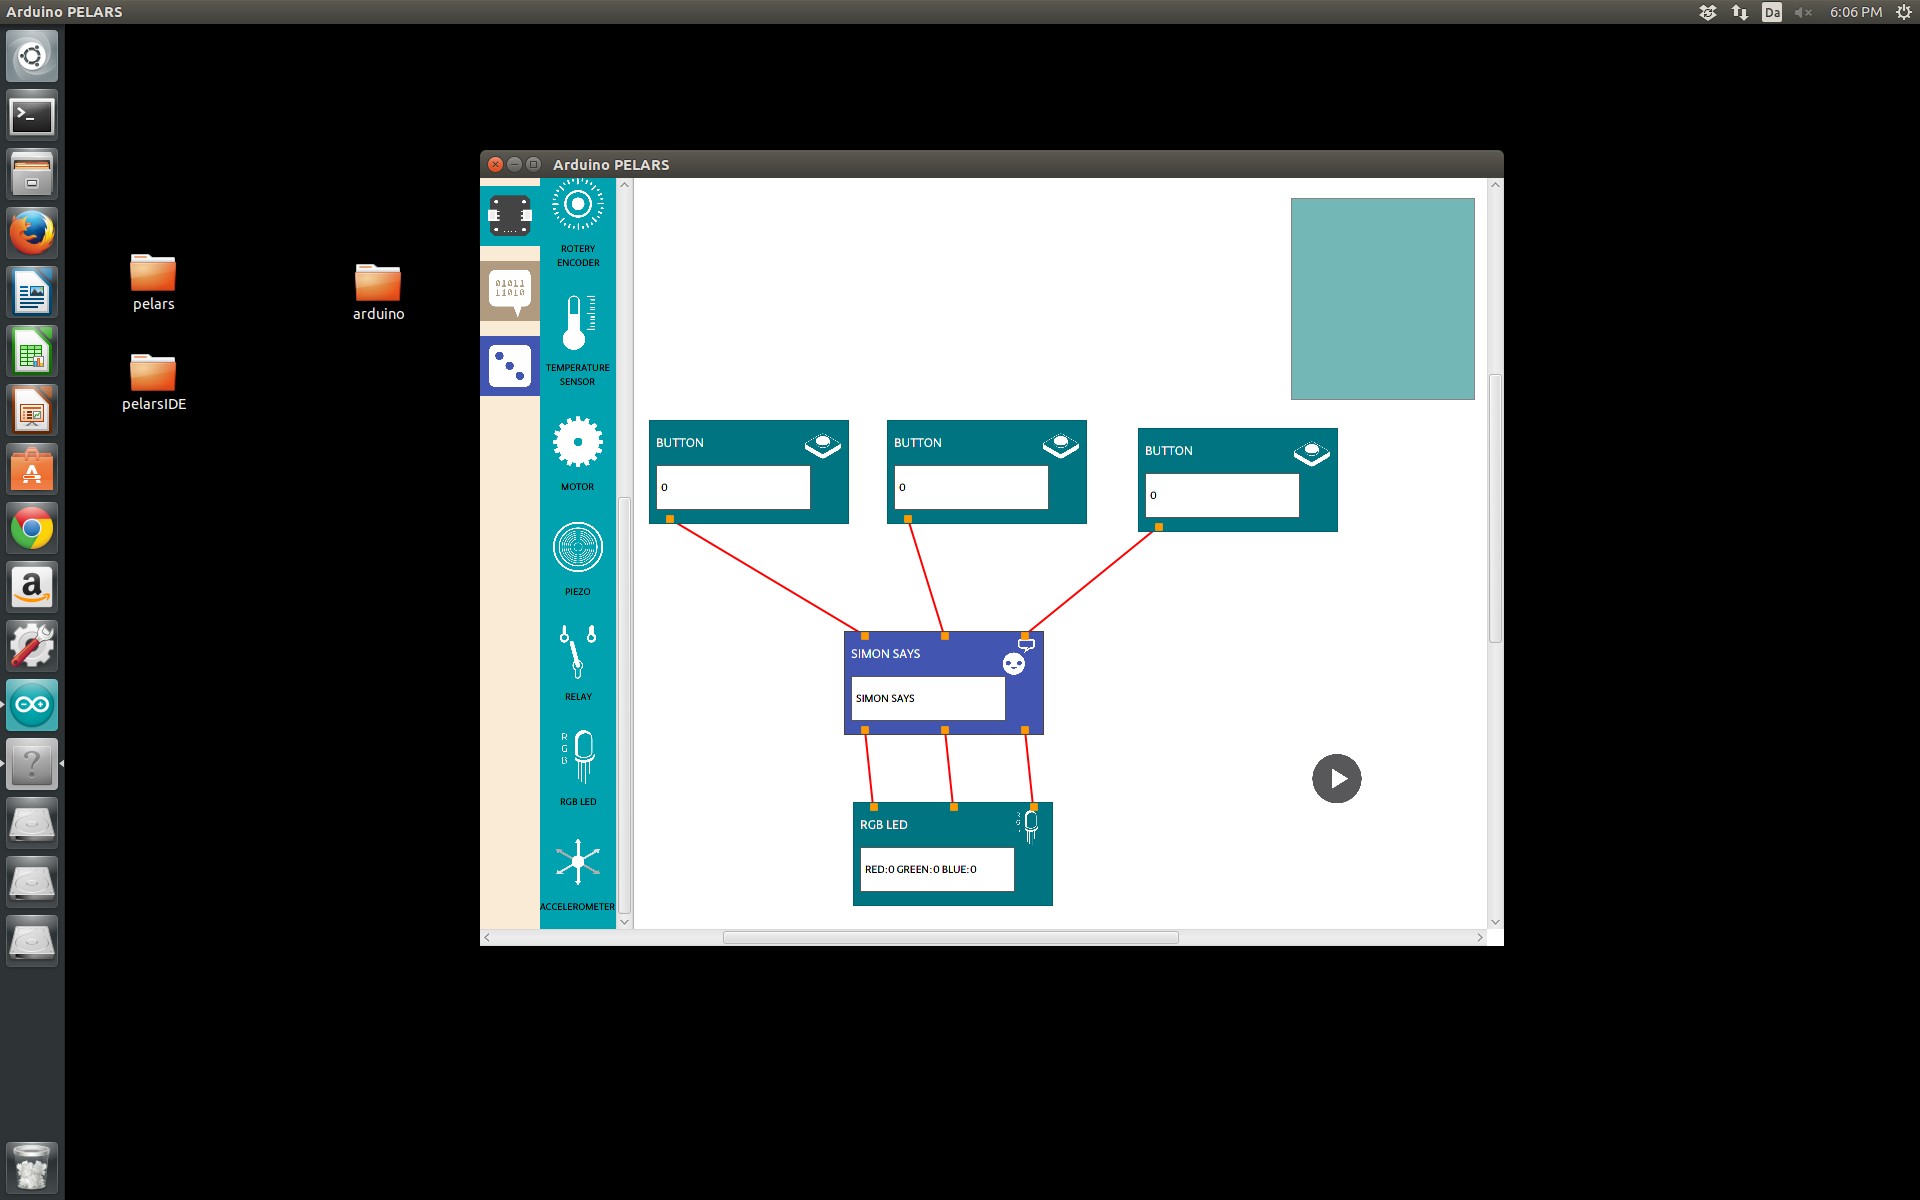 Arduino PELARS
Da
6:06 PM
pelars
arduino
pelarsIDE
Arduino PELARS
01011
11010
ROTERY
ENCODER
TEMPERATURE
SENSOR
MOTOR
PIEZO
RELAY
R
G
B
RGB LED
ACCELEROMETER
BUTTON
0
BUTTON
0
BUTTON
0
SIMON SAYS
SIMON SAYS
RGB LED
RED:0 GREEN:0 BLUE:0
>_
A
a
?